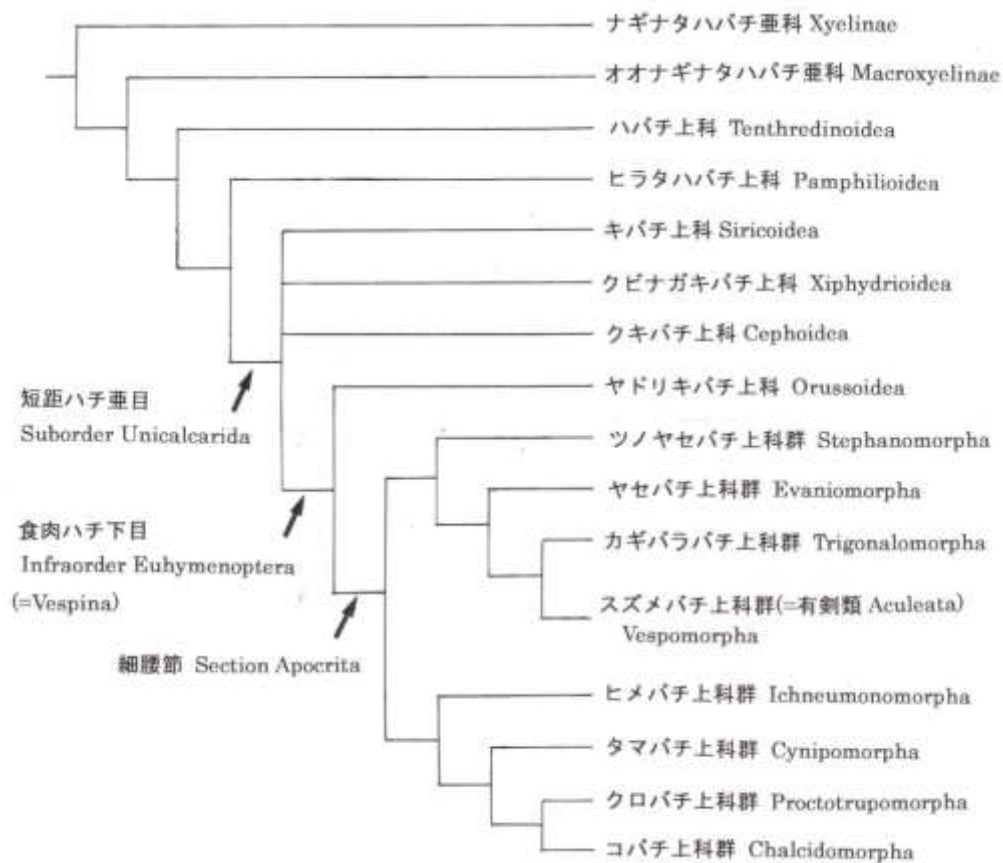 ナギナタハバチ亜科 Xyelinae
オオナギナタハバチ亜科 Macroxyelinae
ハバチ上科 Tenthredinoidea
ヒラタハバチ上科 Pamphilioidea
キバチ上科 Siricoidea
クビナガキバチ上科 Xiphydrioidea
クキバチ上科 Cephoidea
ヤドリキバチ上科 Orussoidea
短距ハチ亜目
Suborder Unicalcarida
ツノヤセバチ上科群 Stephanomorpha
ヤセバチ上科群 Evaniomorpha
食肉ハチ下目
Infraorder Euhymenoptera
(=Vespina)
カギバラバチ上科群 Trigonalomorpha
スズメバチ上科群(=有剣類 Aculeata)
Vespomorpha
細腰節 Section Apocrita
ヒメバチ上科群 Ichneumonomorpha
タマバチ上科群 Cynipomorpha
クロバチ上科群 Proctotrupomorpha
コバチ上科群 Chalcidomorpha